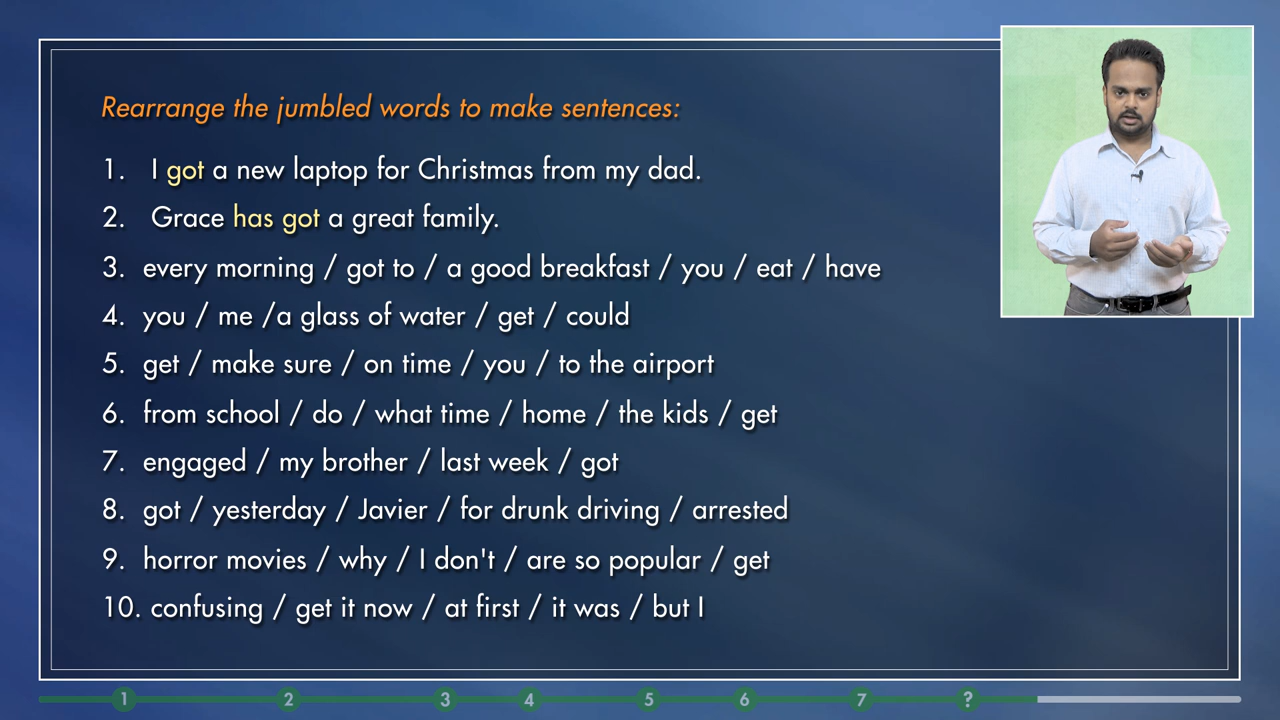 Rearrange the jumbled words to make sentences:
1. I got a new laptop for Christmas from my dad.
2. Grace has got a great family.
3. every morning / got to / a good breakfast / you / eat / have
4. you / me /a glass of water / get / could
5. get / make sure / on time / you / to the airport
6. from school / do / what time / home / the kids / get
7. engaged / my brother / last week / got
8. got / yesterday / Javier / for drunk driving / arrested
9. horror movies / why / I don't / are so popular / get
10. confusing / get it now / at first / it was / but I
1 2 3 4 5 6 7 ?